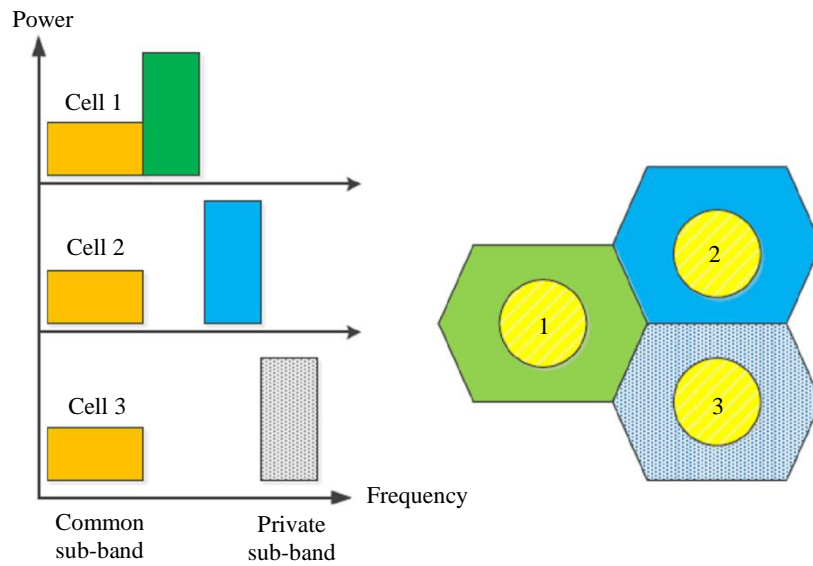 Power
Cell 1
Cell 2
Cell 3
Frequency
Common
sub-band
Private
sub-band
1
2
3